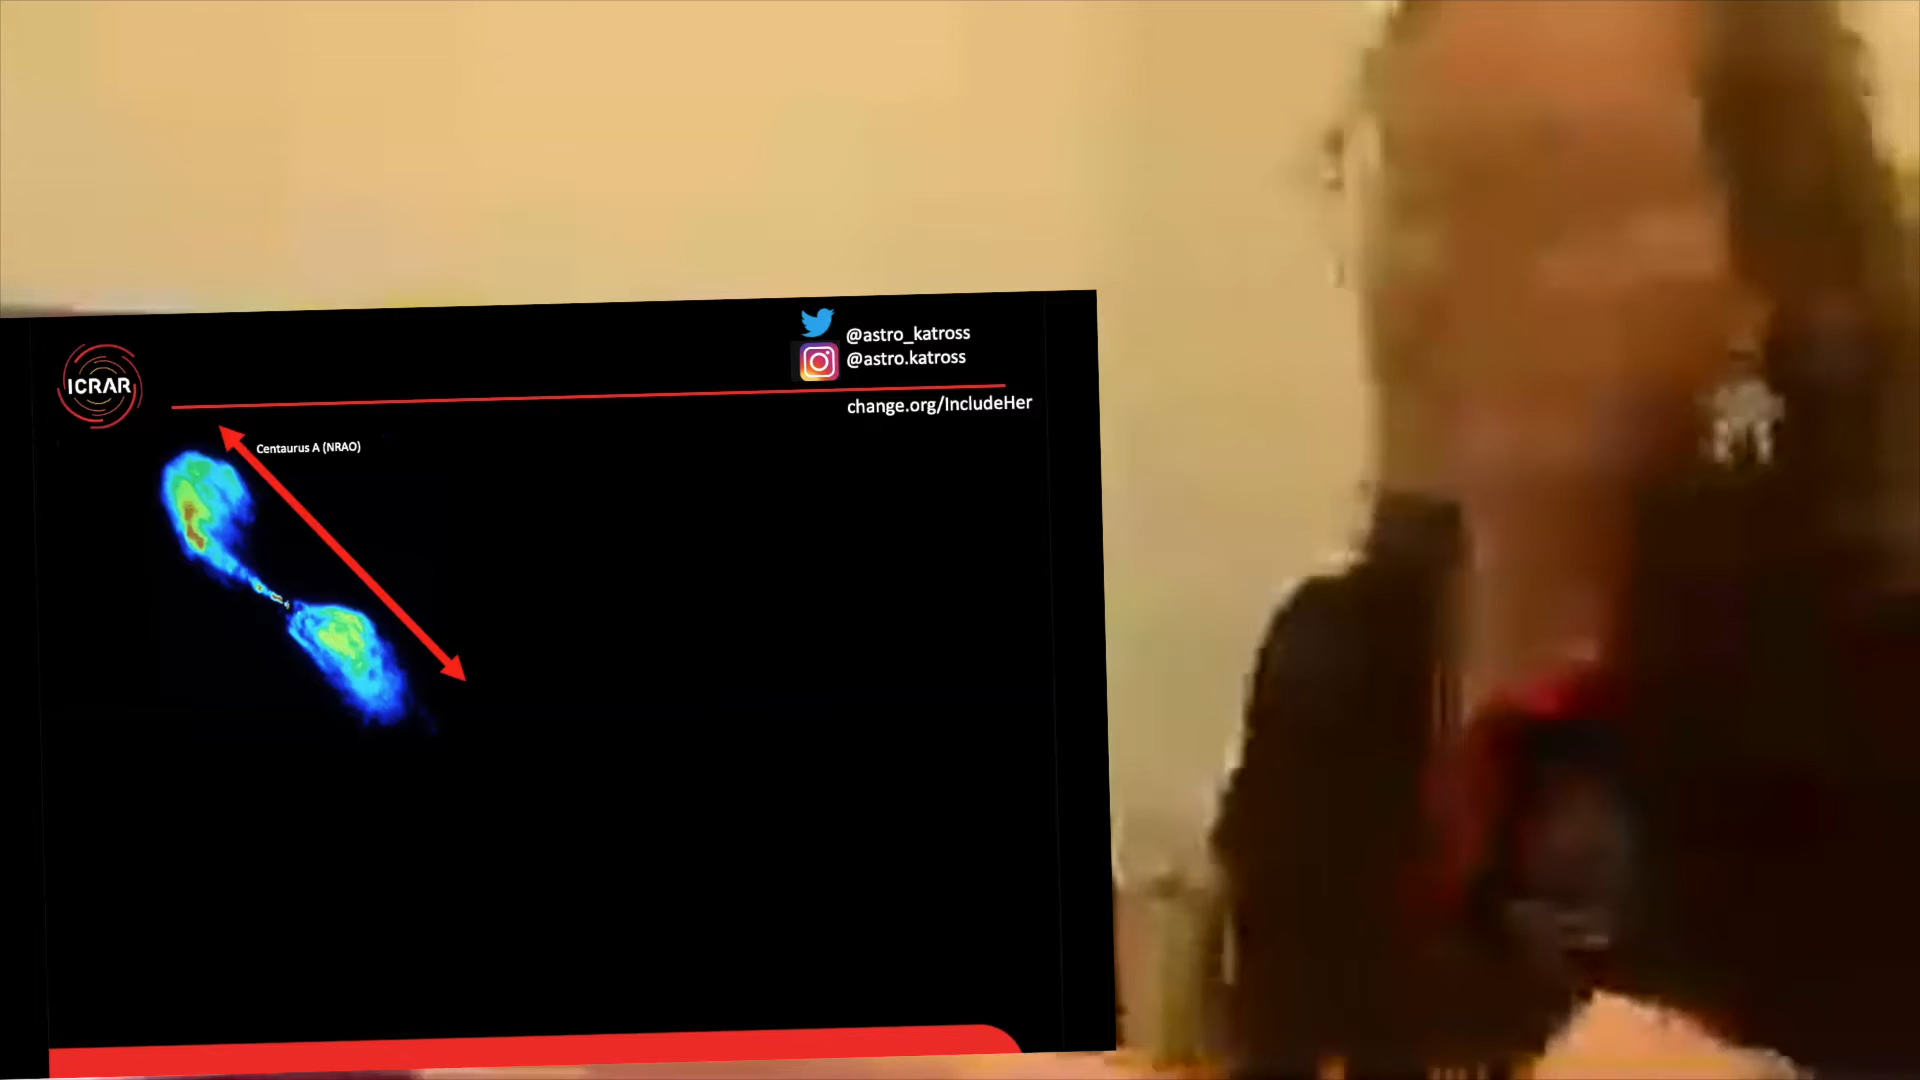 ICRAR
@astro_katross
@astro.katross
change.org/IncludeHer
Centaurus A (NRAO)